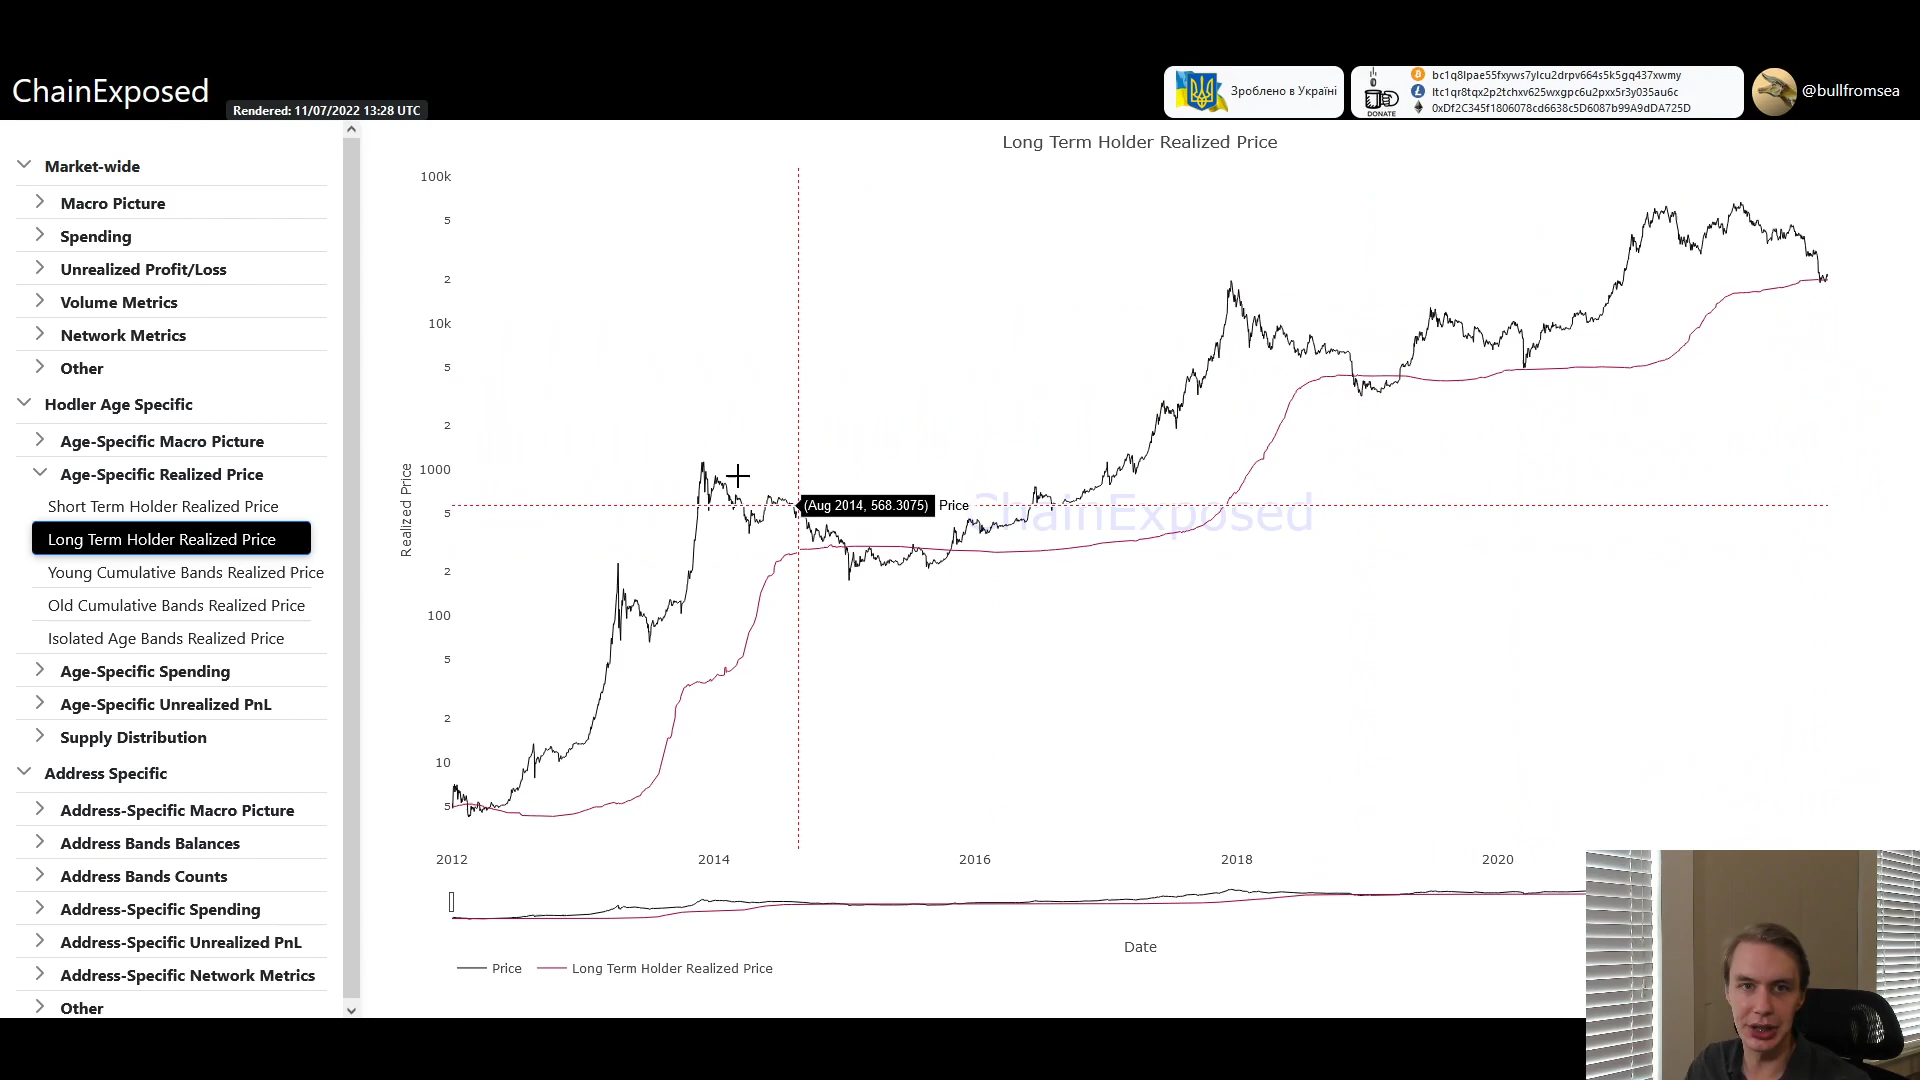 ChainExposed
Rendered: 11/07/2022 13:28 UTC
Зроблено в Україні
DONATE
bc1q8lpae55fxyws7ylcu2drpv664s5k5gq437xwmy
ltc1qr8tqx2p2tchxv625wxgpc6u2pxx5r3y035au6c
0xDf2C345f1806078cd6638c5D6087b99A9dDA725D
@bullfromsea
Market-wide
Macro Picture
Spending
Unrealized Profit/Loss
Volume Metrics
Network Metrics
Other
Hodler Age Specific
Age-Specific Macro Picture
Age-Specific Realized Price
Short Term Holder Realized Price
Long Term Holder Realized Price
Young Cumulative Bands Realized Price
Old Cumulative Bands Realized Price
Isolated Age Bands Realized Price
Age-Specific Spending
Age-Specific Unrealized PnL
Supply Distribution
Address Specific
Address-Specific Macro Picture
Address Bands Balances
Address Bands Counts
Address-Specific Spending
Address-Specific Unrealized PnL
Address-Specific Network Metrics
Other
Long Term Holder Realized Price
100k
5
2
10k
5
2
1000
5
2
100
5
2
10
5
Realized Price
(Aug 2014, 568.3075) Price
ChainExposed
2012 2014 2016 2018 2020
Date
Price Long Term Holder Realized Price